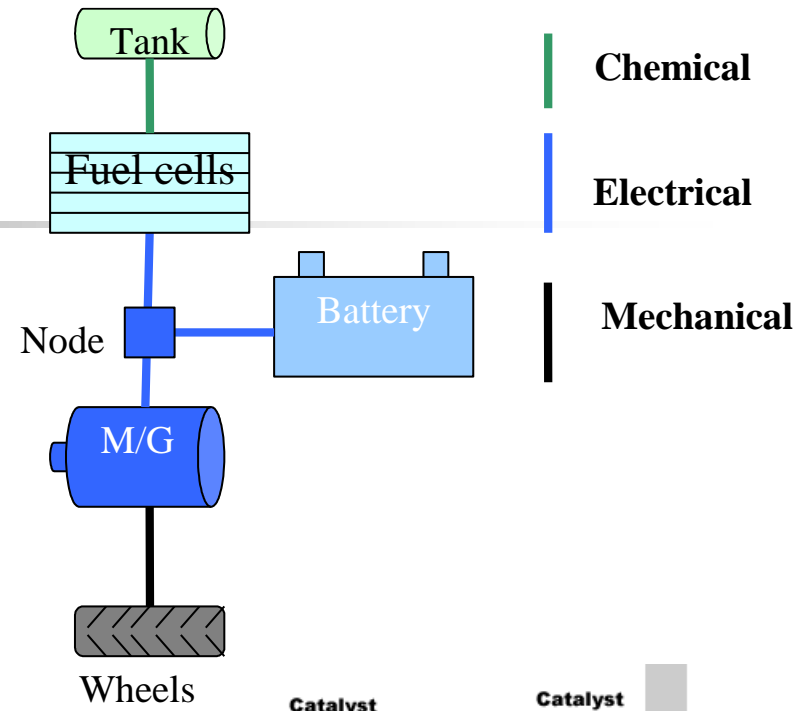 Tank
Chemical
Fuel cells
Electrical
Battery
Mechanical
Node
M/G
Wheels
Catalyst
Catalyst